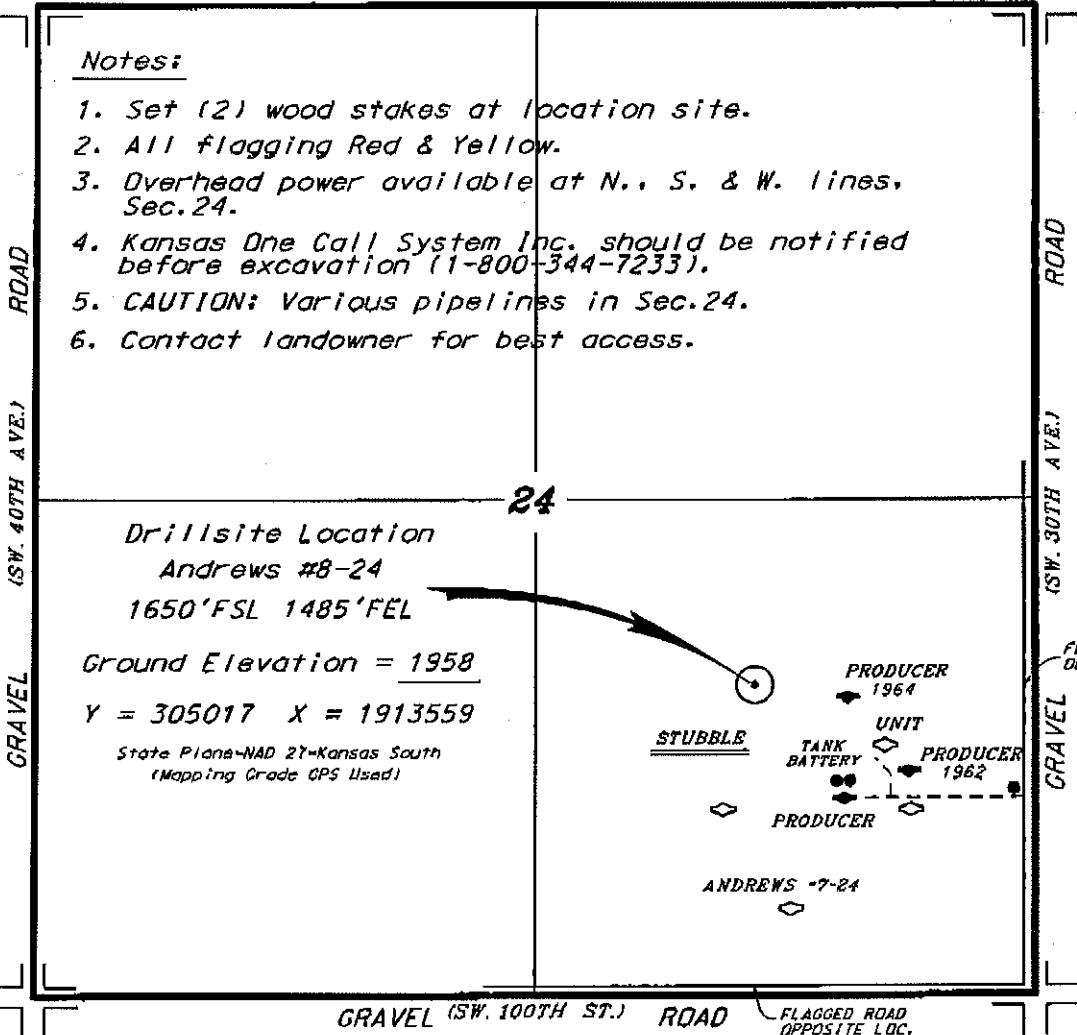 Notes:
1. Set (2) wood stakes at location site.
2. All flagging Red & Yellow.
3. Overhead power available at N., S. & W. lines,
Sec.24.
4. Kansas One Call System Inc. should be notified
before excavation (1-800-344-7233).
5. CAUTION: Various pipelines in Sec.24.
6. Contact landowner for best access.
GRAVEL (SW. 40TH AVE.) ROAD
GRAVEL (SW. 30TH AVE.) ROAD
24
Drillsite Location
Andrews #8-24
1650'FSL 1485'FEL
Ground Elevation = 1958
Y = 305017 X = 1913559
State Plane-NAD 27-Kansas South
(Mapping Grade GPS Used)
PRODUCER
1964
UNIT
STUBBLE
TANK
BATTERY
PRODUCER
1962
PRODUCER
ANDREWS #7-24
GRAVEL (SW. 100TH ST.) ROAD
FLAGGED ROAD
OPPOSITE LOC.